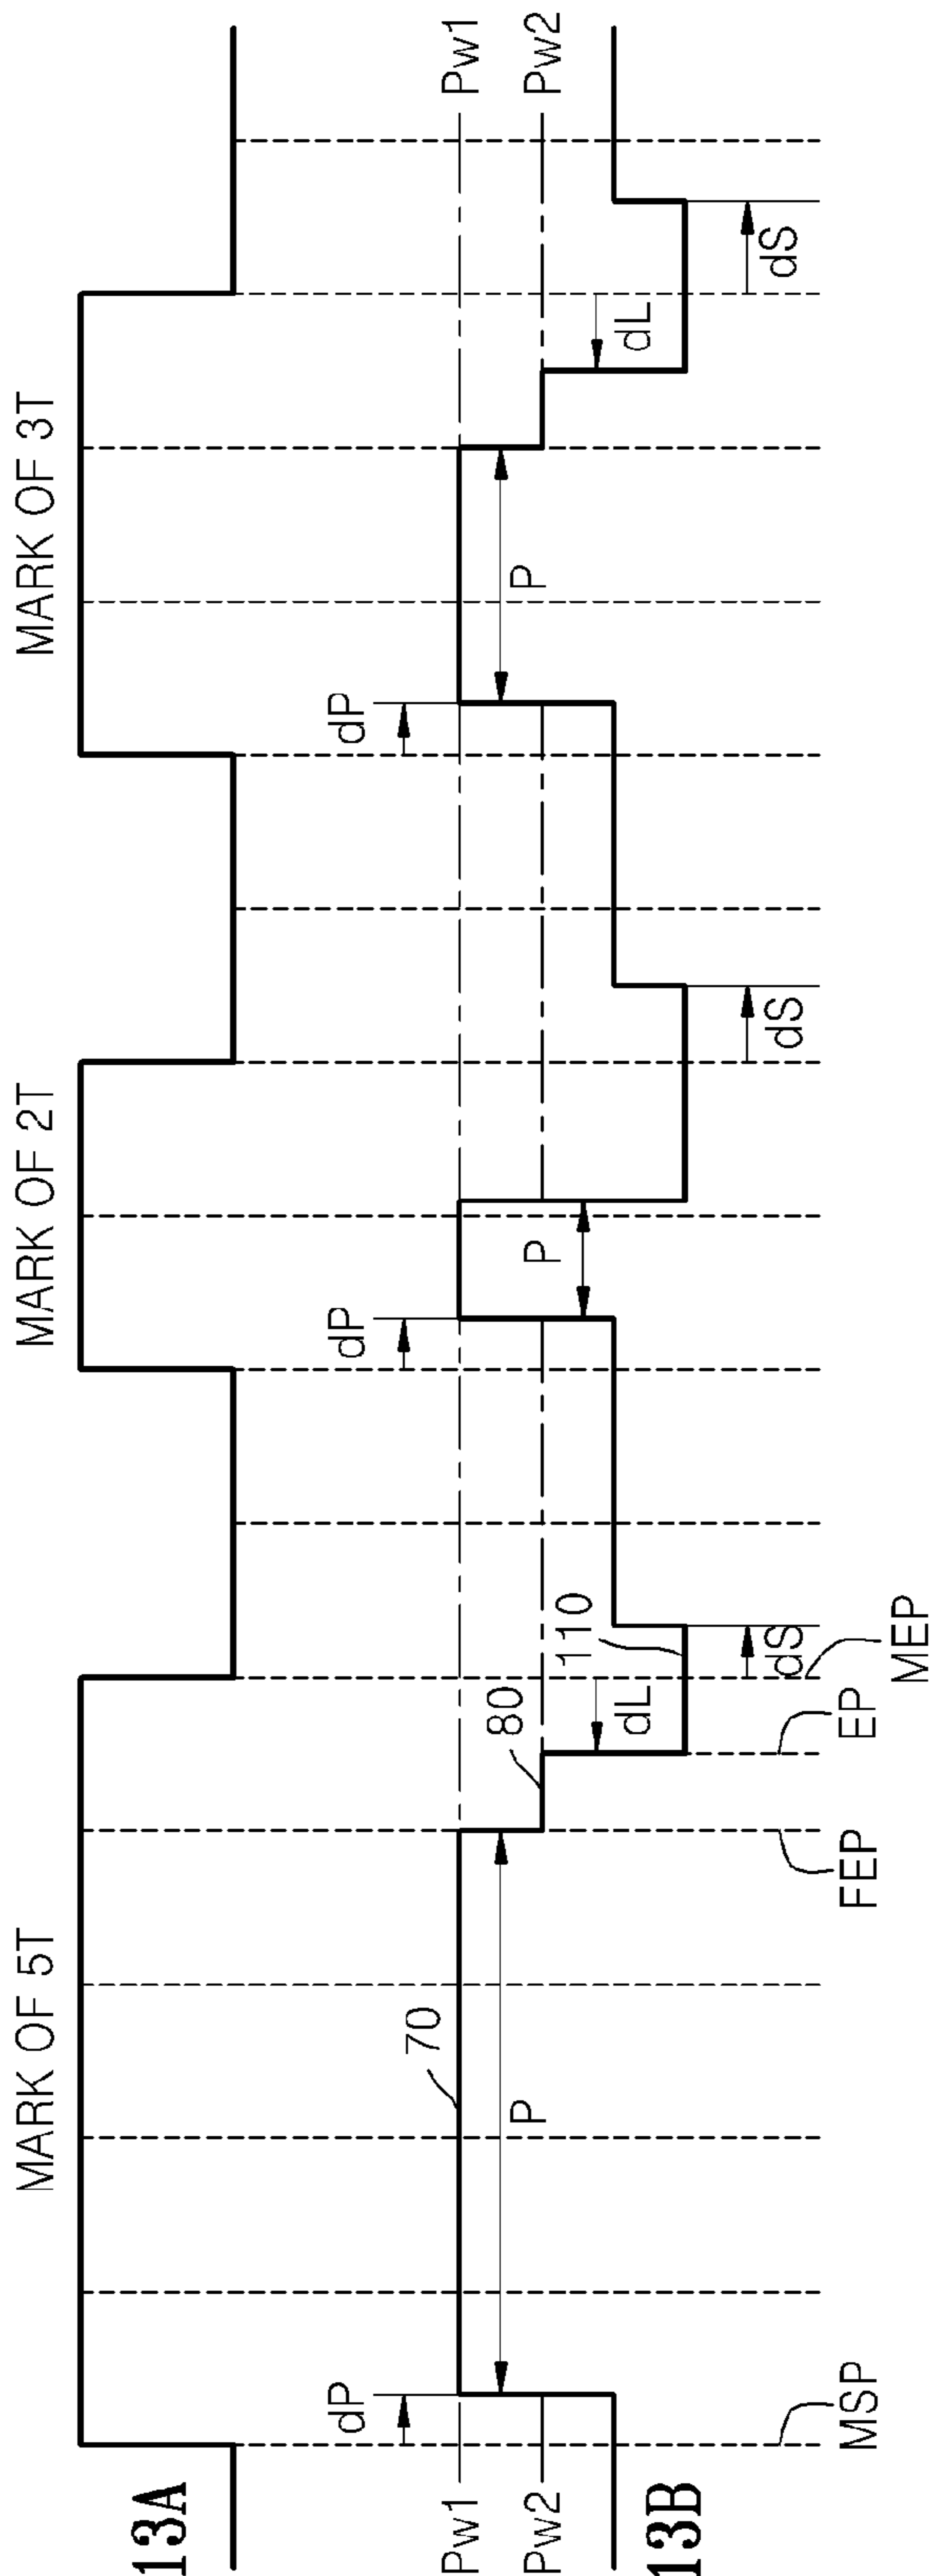 13A
MARK OF 5T
MARK OF 2T
MARK OF 3T
13B
Pw1
Pw2
dP
70
P
80
dL
110
dS
dP
P
dS
dP
P
dL
dS
Pw1
Pw2
MSP
FEP
EP
MEP